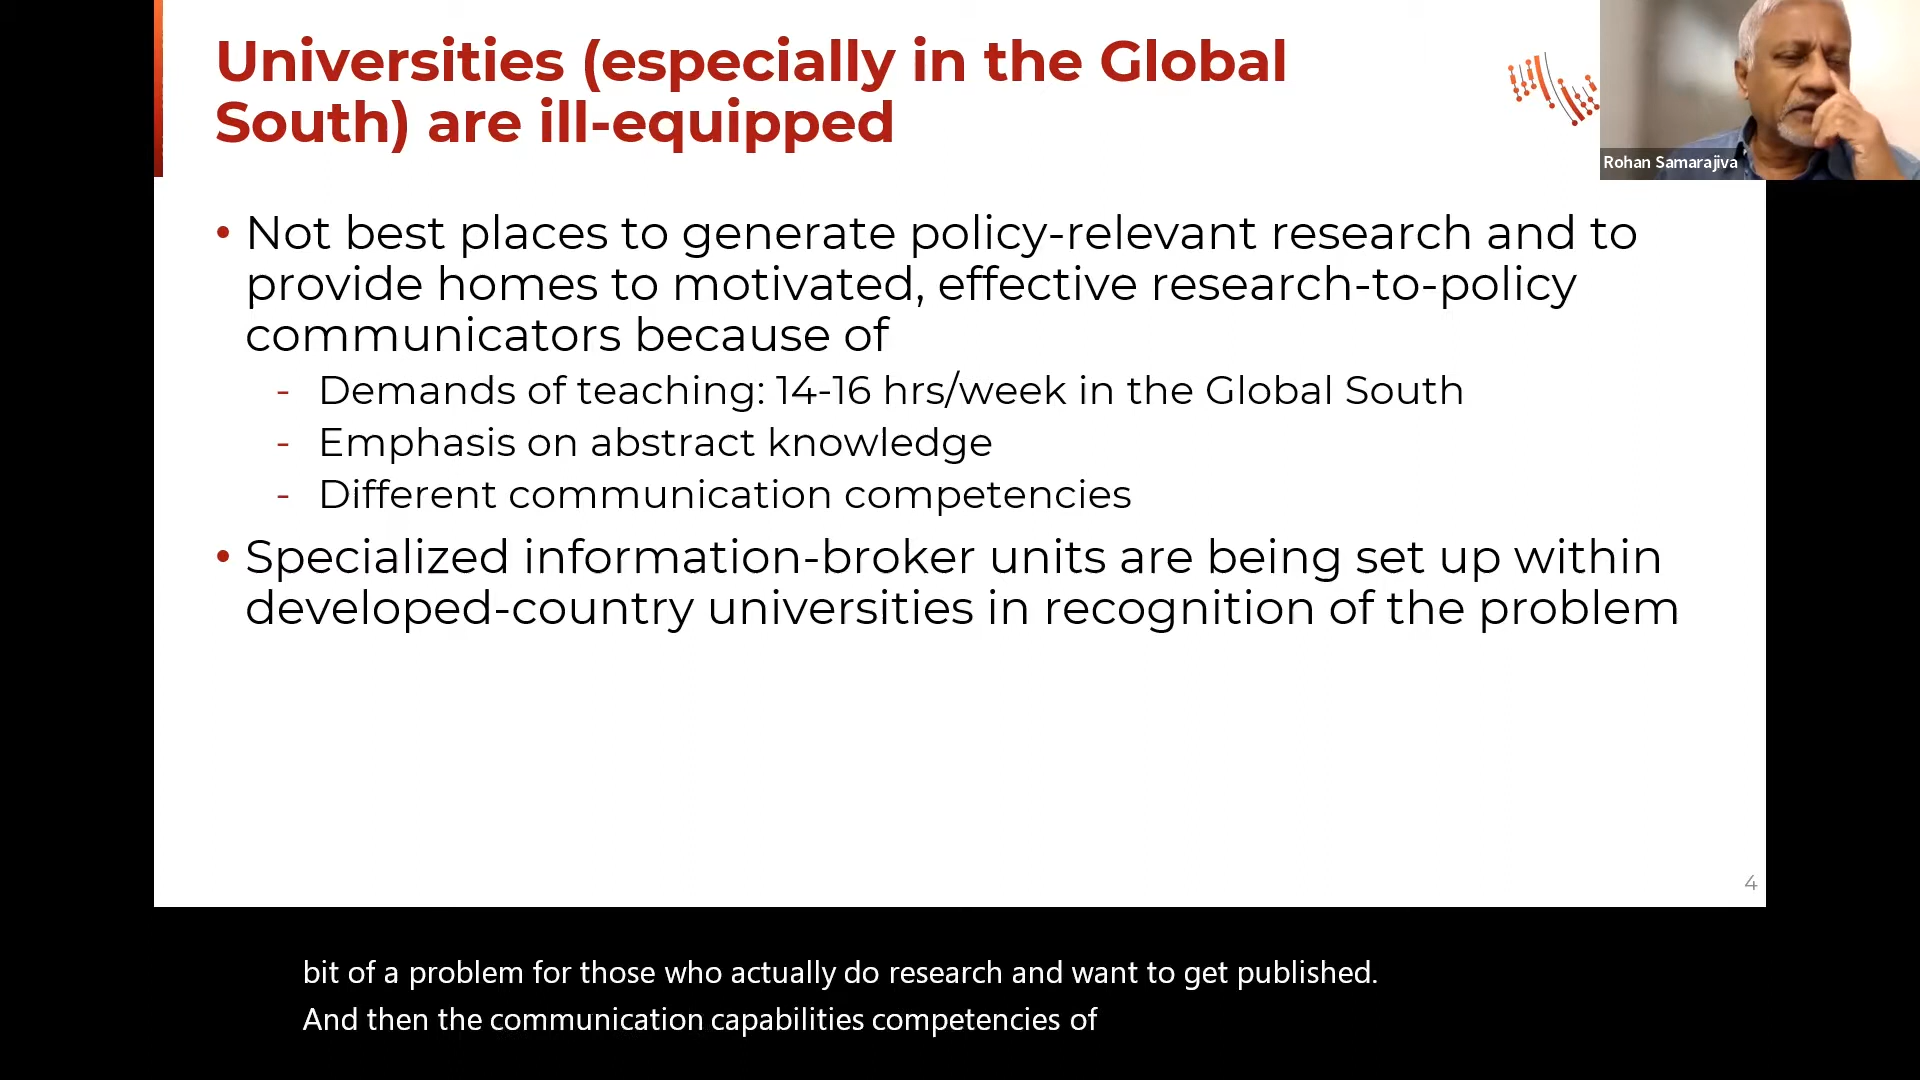 Universities (especially in the Global
South) are ill-equipped
Rohan Samarajiva
• Not best places to generate policy-relevant research and to
provide homes to motivated, effective research-to-policy
communicators because of
- Demands of teaching: 14-16 hrs/week in the Global South
- Emphasis on abstract knowledge
- Different communication competencies
• Specialized information-broker units are being set up within
developed-country universities in recognition of the problem
4
bit of a problem for those who actually do research and want to get published.
And then the communication capabilities competencies of